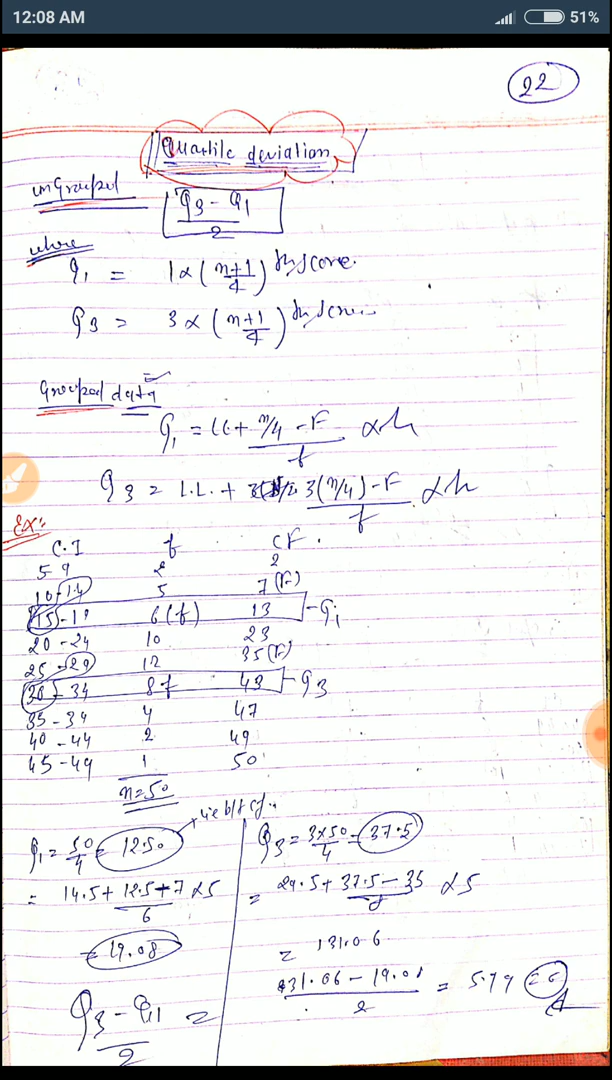 12:08 AM 51%
22
Quartile deviation
unGrouped
Q3 - Q1
2
where
Q1 = 1 x (n+1/4) th score.
Q3 = 3 x (n+1/4) th score
Grouped data
Q1 = LL + n/4 - F / f x h
Q3 = L.L. + 3(n/4) - F / f x h
Ex:
C.I f CF.
5 9 2 2
10-14 5 7 (F)
15-19 6 (f) 13 - Q1
20-24 10 23
25-29 12 35 (F)
30-34 8 f 43 - Q3
35-39 4 47
40-44 2 49
45-49 1 50
n=50
Q1 = 50/4 = 12.50
= 14.5 + 12.5 - 7 / 6 x 5
= 19.08
Q3 - Q1 / 2 =
Q3 = 3x50/4 = 37.5
= 29.5 + 37.5 - 35 / 8 x 5
= 131.06
31.06 - 19.08 / 2 = 5.99 = 6